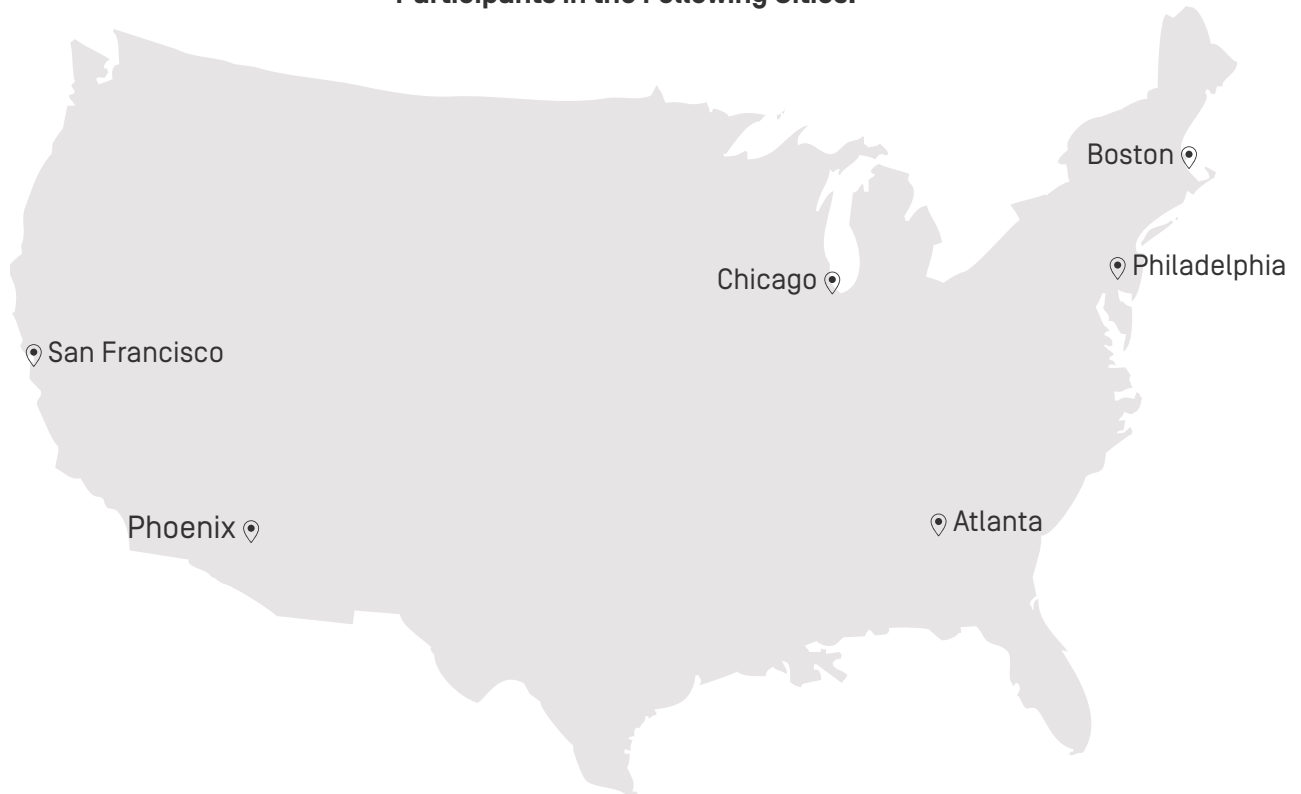 Participants in the Following Cities:
Boston
Philadelphia
Chicago
San Francisco
Phoenix
Atlanta